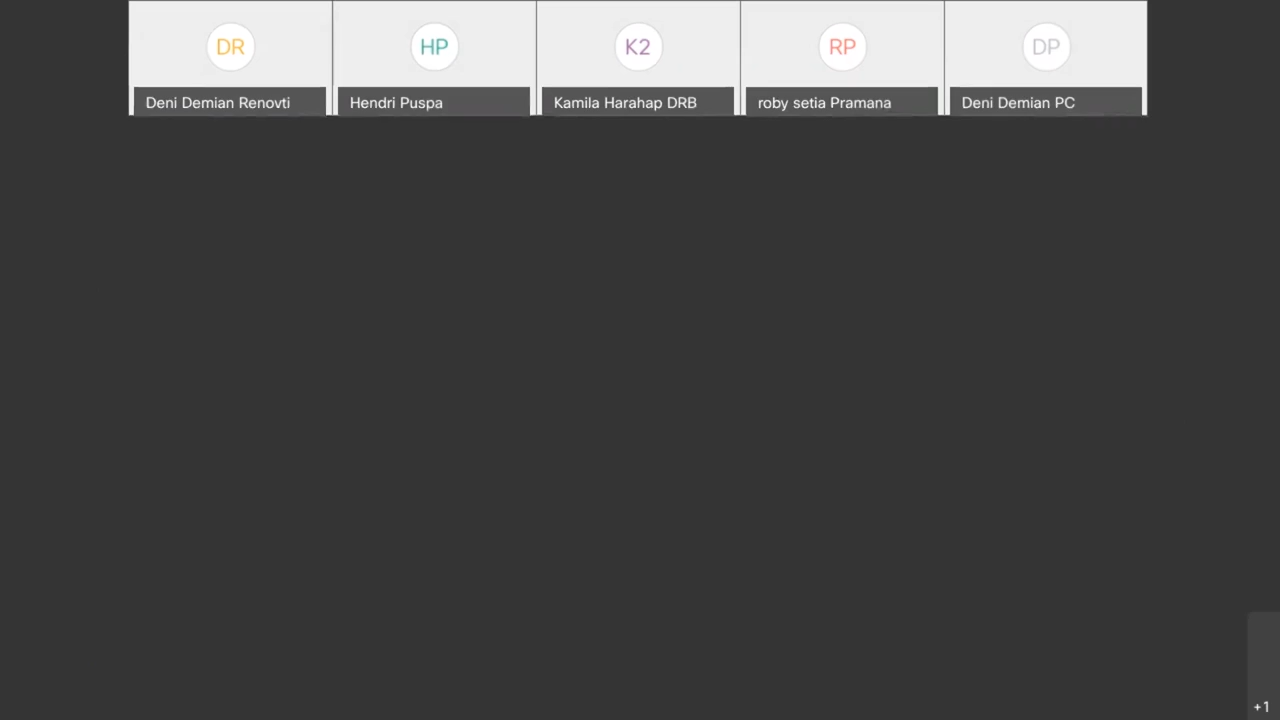 DR
HP
K2
RP
DP
Deni Demian Renovti
Hendri Puspa
Kamila Harahap DRB
roby setia Pramana
Deni Demian PC
+1